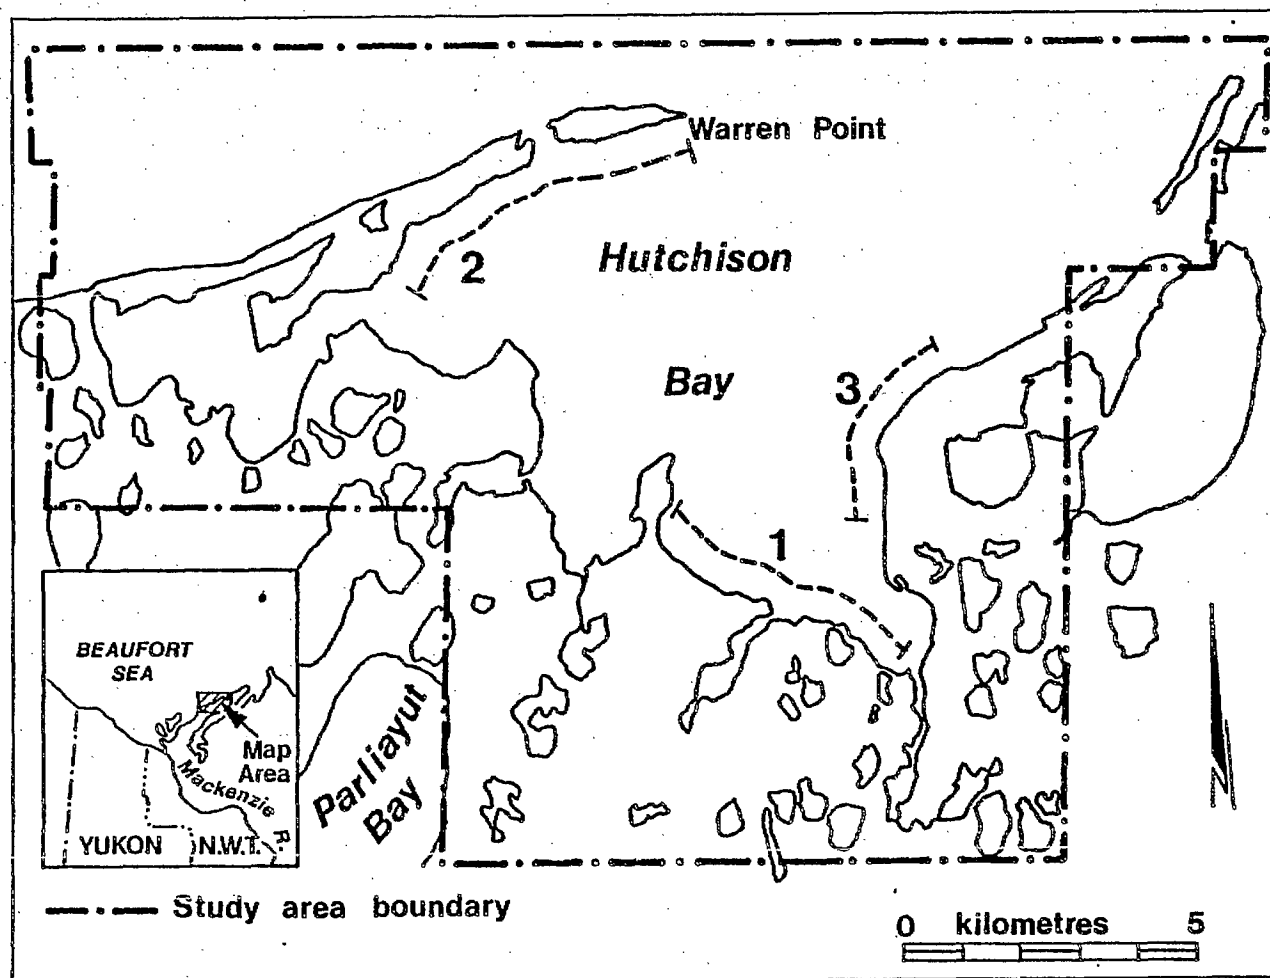 Warren Point
2
Hutchison
Bay
3
1
BEAUFORT
SEA
Map
Area
Mackenzie R.
YUKON
N.W.T.
Parliayut
Bay
N
Study area boundary
0 kilometres 5